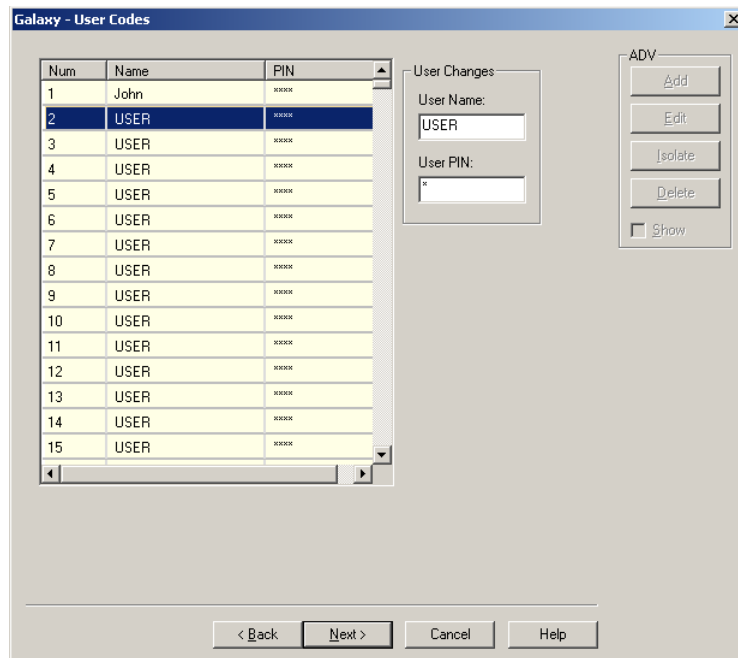 Galaxy - User Codes
Num Name PIN
1 John ****
2 USER ****
3 USER ****
4 USER ****
5 USER ****
6 USER ****
7 USER ****
8 USER ****
9 USER ****
10 USER ****
11 USER ****
12 USER ****
13 USER ****
14 USER ****
15 USER ****
User Changes
User Name:
USER
User PIN:
*
ADV
Add
Edit
Isolate
Delete
Show
< Back Next > Cancel Help